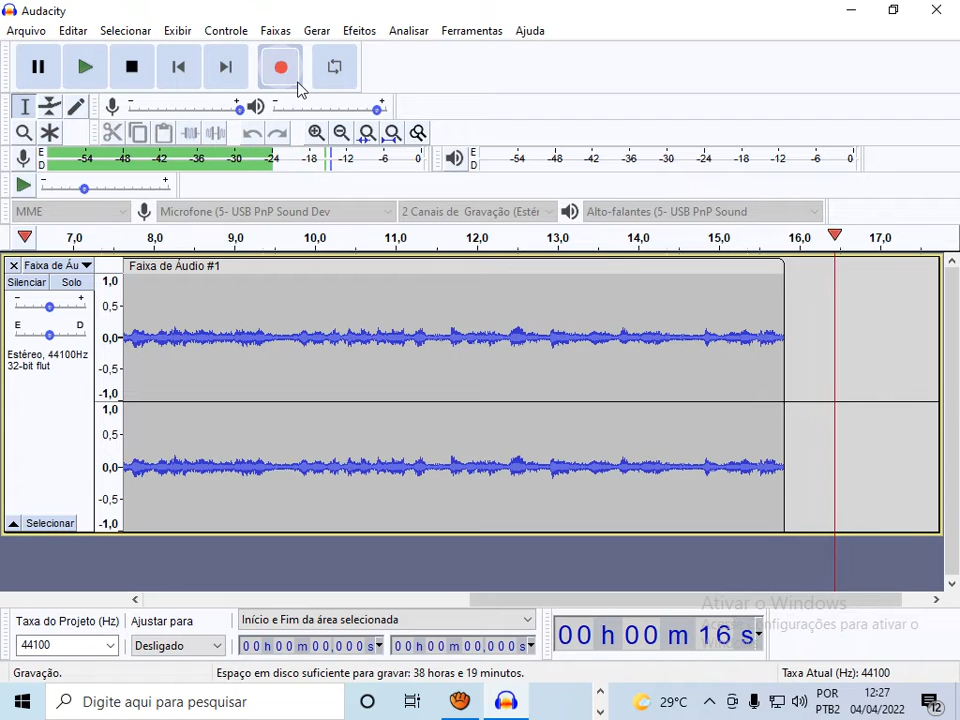 Audacity
Arquivo Editar Selecionar Exibir Controle Faixas Gerar Efeitos Analisar Ferramentas Ajuda
E D -54 -48 -42 -36 -30 -24 -18 -12 -6 0
E D -54 -48 -42 -36 -30 -24 -18 -12 -6 0
MME Microfone (5- USB PnP Sound Dev 2 Canais de Gravação (Estér Alto-falantes (5- USB PnP Sound
7,0 8,0 9,0 10,0 11,0 12,0 13,0 14,0 15,0 16,0 17,0
Faixa de Áu
Faixa de Áudio #1
Silenciar Solo
E D
Estéreo, 44100Hz
32-bit flut
Selecionar
1,0
0,5
0,0
-0,5
-1,0
1,0
0,5
0,0
-0,5
-1,0
Ativar o Windows
Taxa do Projeto (Hz) Ajustar para Início e Fim da área selecionada
44100 Desligado 00 h 00 m 00,000 s 00 h 00 m 00,000 s
00 h 00 m 16 s
Gravação. Espaço em disco suficiente para gravar: 38 horas e 19 minutos. Taxa Atual (Hz): 44100
Digite aqui para pesquisar
29°C
POR
PTB2
12:27
04/04/2022
12